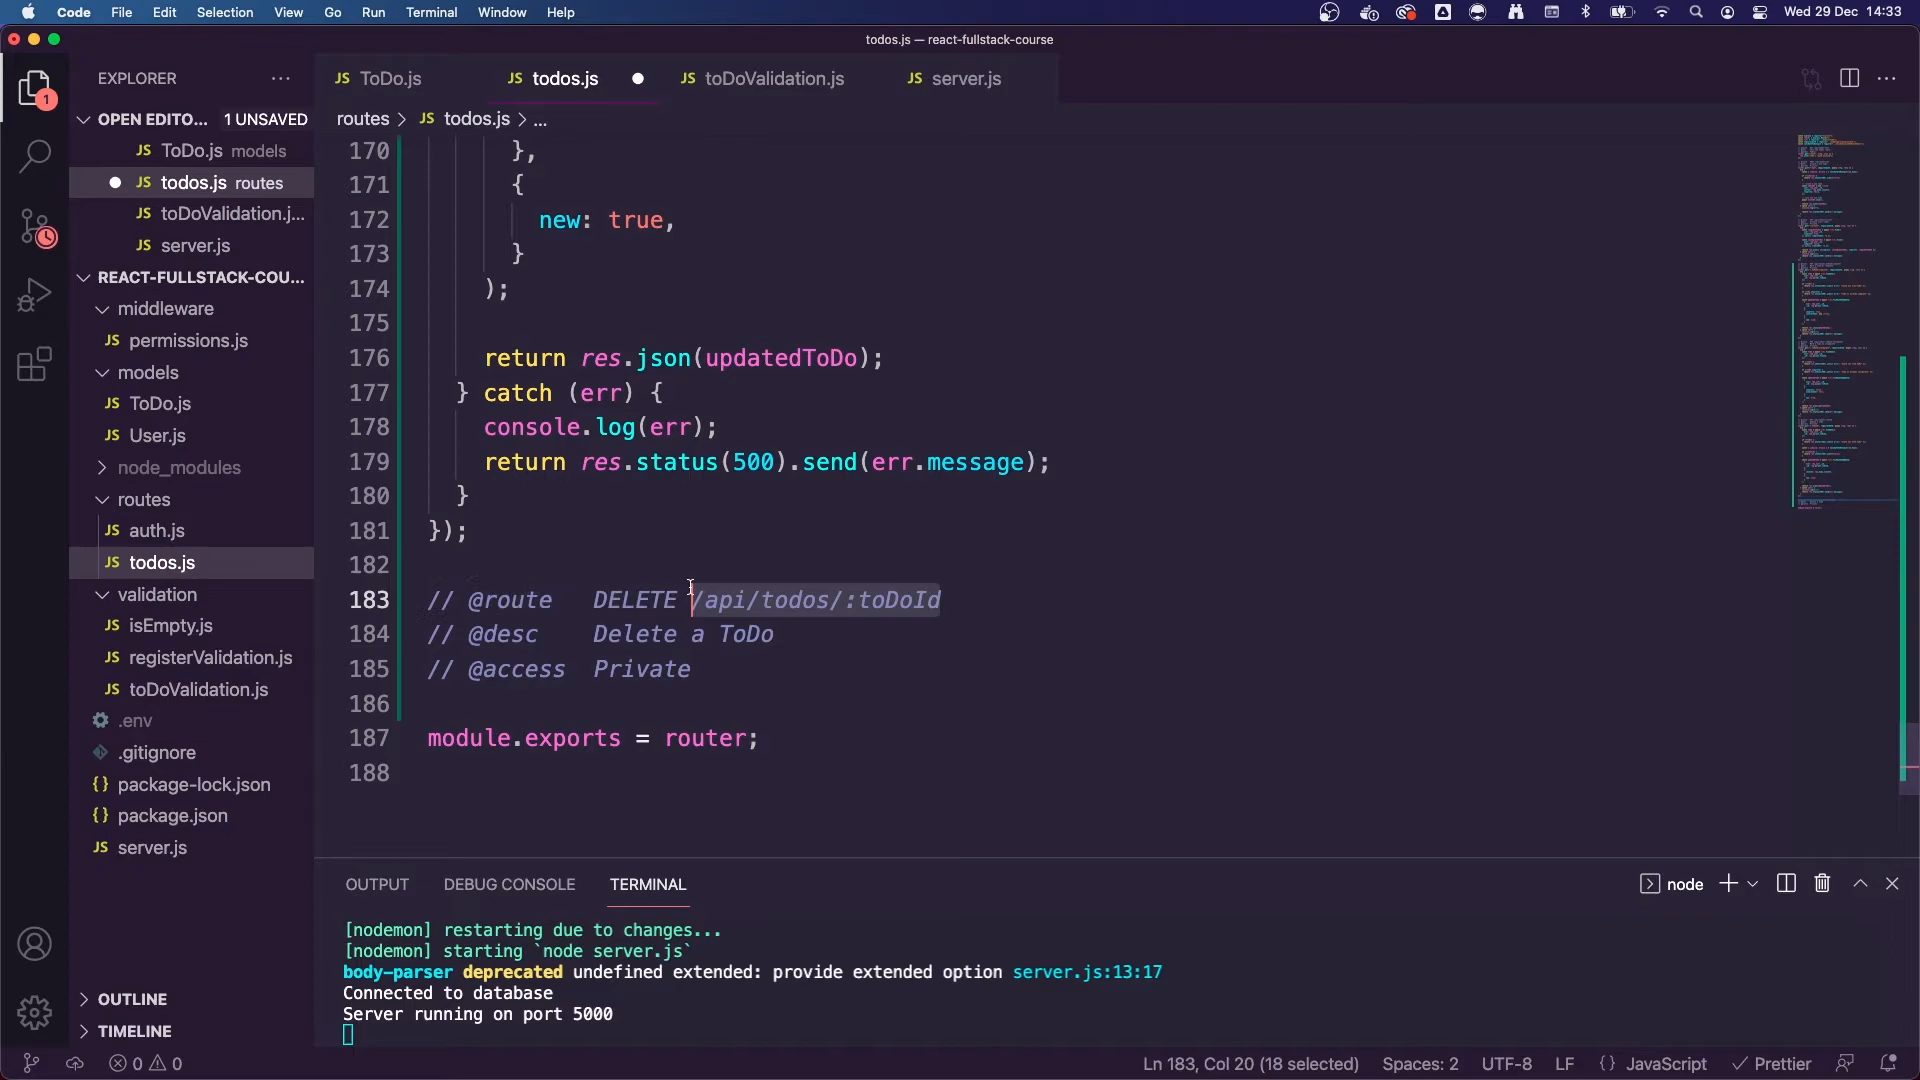 Code File Edit Selection View Go Run Terminal Window Help Wed 29 Dec 14:33
todos.js — react-fullstack-course
EXPLORER
JS ToDo.js JS todos.js JS toDoValidation.js JS server.js
OPEN EDITO... 1 UNSAVED
JS ToDo.js models
JS todos.js routes
JS toDoValidation.j...
JS server.js
REACT-FULLSTACK-COU...
middleware
JS permissions.js
models
JS ToDo.js
JS User.js
node_modules
routes
JS auth.js
JS todos.js
validation
JS isEmpty.js
JS registerValidation.js
JS toDoValidation.js
.env
.gitignore
{} package-lock.json
{} package.json
JS server.js
OUTLINE
TIMELINE
1
routes > JS todos.js > ...
170 },
171 {
172 new: true,
173 }
174 );
175
176 return res.json(updatedToDo);
177 } catch (err) {
178 console.log(err);
179 return res.status(500).send(err.message);
180 }
181 });
182
183 // @route DELETE /api/todos/:toDoId
184 // @desc Delete a ToDo
185 // @access Private
186
187 module.exports = router;
188
OUTPUT DEBUG CONSOLE TERMINAL node
[nodemon] restarting due to changes...
[nodemon] starting `node server.js`
body-parser deprecated undefined extended: provide extended option server.js:13:17
Connected to database
Server running on port 5000
0 0 Ln 183, Col 20 (18 selected) Spaces: 2 UTF-8 LF {} JavaScript Prettier